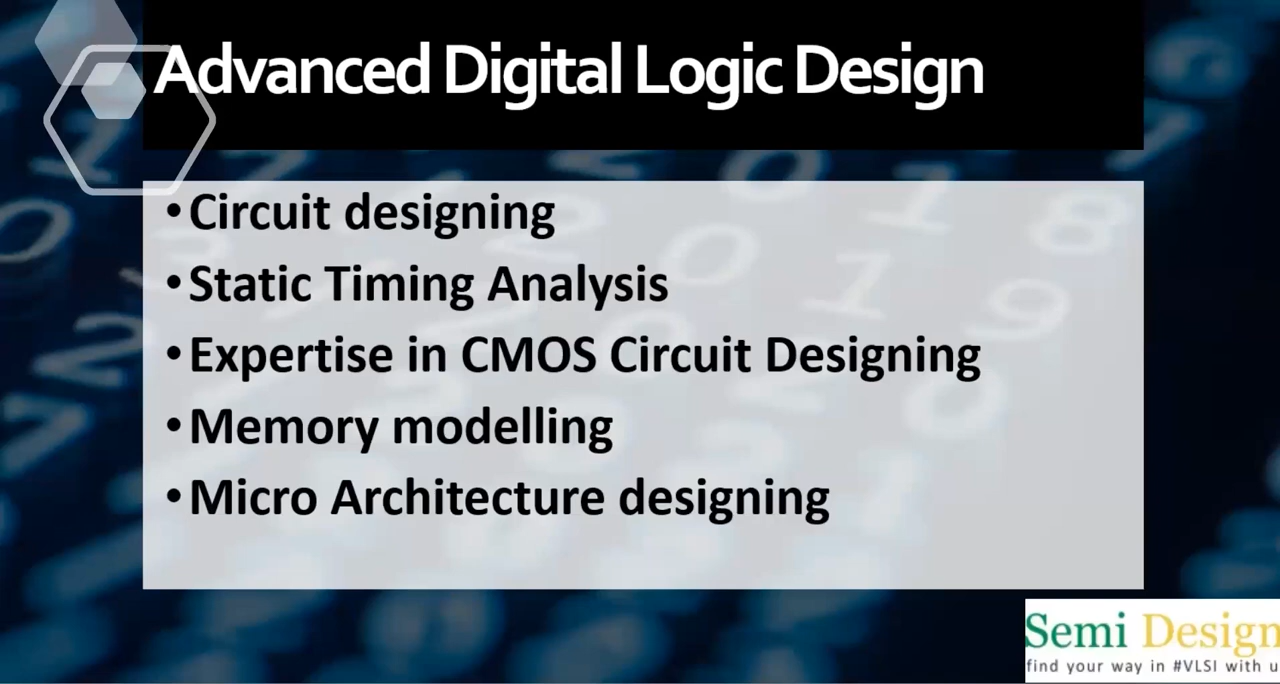 Advanced Digital Logic Design
• Circuit designing
• Static Timing Analysis
• Expertise in CMOS Circuit Designing
• Memory modelling
• Micro Architecture designing
Semi Design
find your way in #VLSI with u